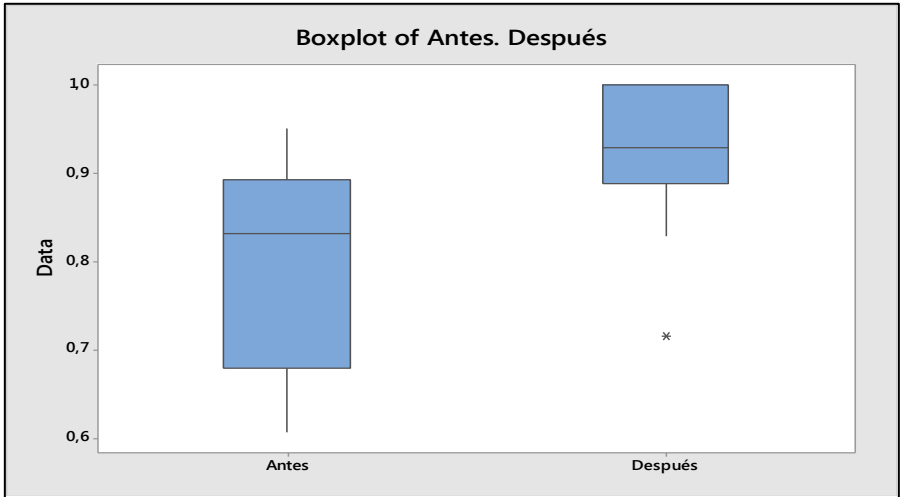 Boxplot of Antes. Después
1,0
0,9
0,8
0,7
0,6
Data
Antes
Después